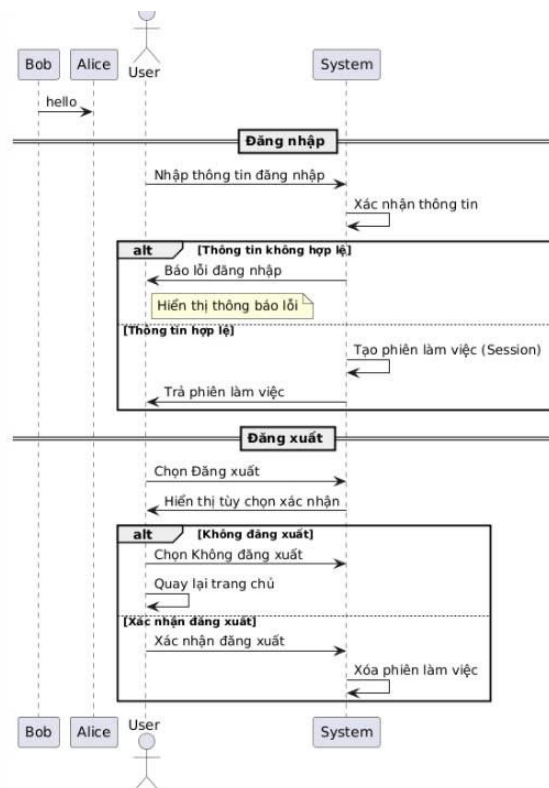 Bob
Alice
User
System
hello
Đăng nhập
Nhập thông tin đăng nhập
Xác nhận thông tin
alt
[Thông tin không hợp lệ]
Báo lỗi đăng nhập
Hiển thị thông báo lỗi
[Thông tin hợp lệ]
Tạo phiên làm việc (Session)
Trả phiên làm việc
Đăng xuất
Chọn Đăng xuất
Hiển thị tùy chọn xác nhận
alt
[Không đăng xuất]
Chọn Không đăng xuất
Quay lại trang chủ
[Xác nhận đăng xuất]
Xác nhận đăng xuất
Xóa phiên làm việc
Bob
Alice
User
System